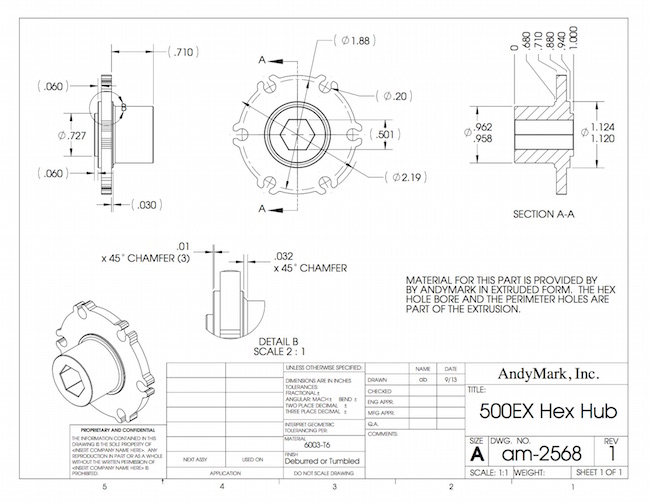 ( .710)
( .060)
B
∅.727
( .060)
( .030)
A
( ∅1.88 )
( ∅.20 )
( .501)
( ∅2.19 )
A
0
.680
.710
.880
.940
1.000
∅ .962
.958
∅ 1.124
1.120
SECTION A-A
.01
x 45° CHAMFER (3)
.032
x 45° CHAMFER
DETAIL B
SCALE 2 : 1
MATERIAL FOR THIS PART IS PROVIDED BY
BY ANDYMARK IN EXTRUDED FORM. THE HEX
HOLE BORE AND THE PERIMETER HOLES ARE
PART OF THE EXTRUSION.
PROPRIETARY AND CONFIDENTIAL
THE INFORMATION CONTAINED IN THIS
DRAWING IS THE SOLE PROPERTY OF
<INSERT COMPANY NAME HERE>. ANY
REPRODUCTION IN PART OR AS A WHOLE
WITHOUT THE WRITTEN PERMISSION OF
<INSERT COMPANY NAME HERE> IS
PROHIBITED.
NEXT ASSY
USED ON
APPLICATION
UNLESS OTHERWISE SPECIFIED:
DIMENSIONS ARE IN INCHES
TOLERANCES:
FRACTIONAL±
ANGULAR: MACH± BEND ±
TWO PLACE DECIMAL ±
THREE PLACE DECIMAL ±
INTERPRET GEOMETRIC
TOLERANCING PER:
MATERIAL
6003-T6
FINISH
Deburred or Tumbled
DO NOT SCALE DRAWING
NAME
DATE
DRAWN
ab
9/13
CHECKED
ENG APPR.
MFG APPR.
Q.A.
COMMENTS:
AndyMark, Inc.
TITLE:
500EX Hex Hub
SIZE
A
DWG. NO.
am-2568
REV
1
SCALE: 1:1
WEIGHT:
SHEET 1 OF 1
5
4
3
2
1